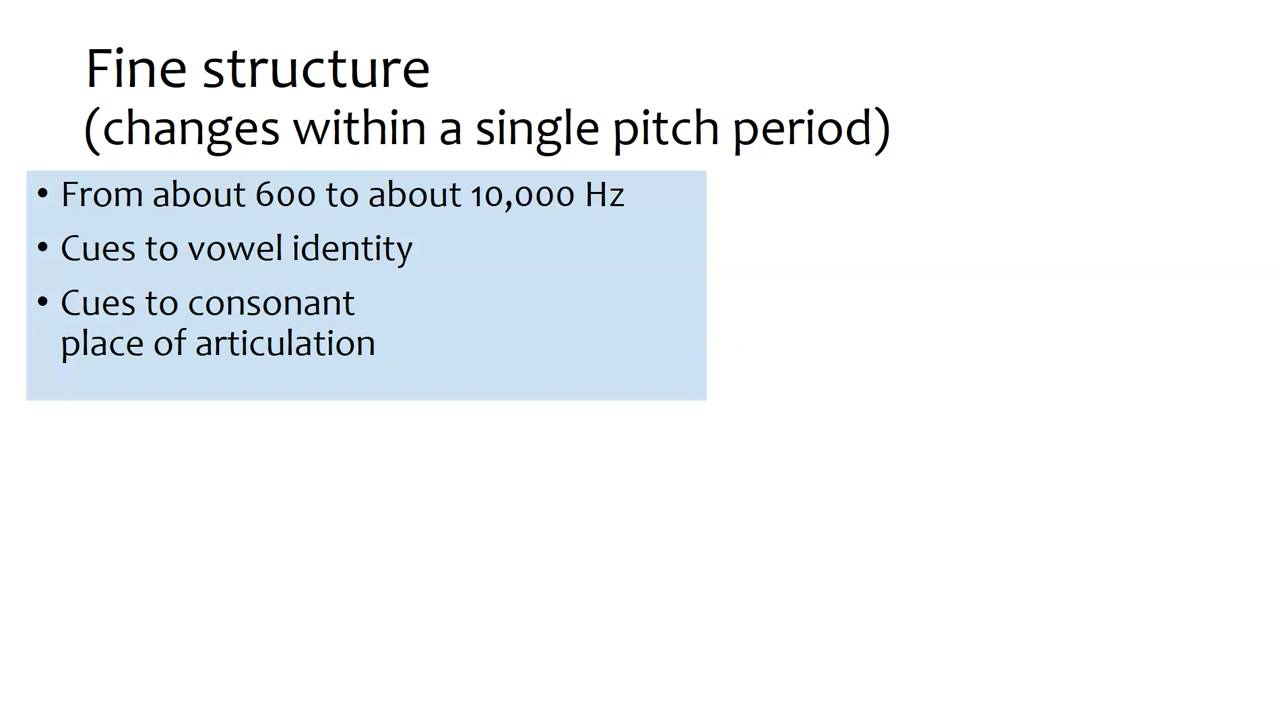 Fine structure
(changes within a single pitch period)
• From about 600 to about 10,000 Hz
• Cues to vowel identity
• Cues to consonant
place of articulation